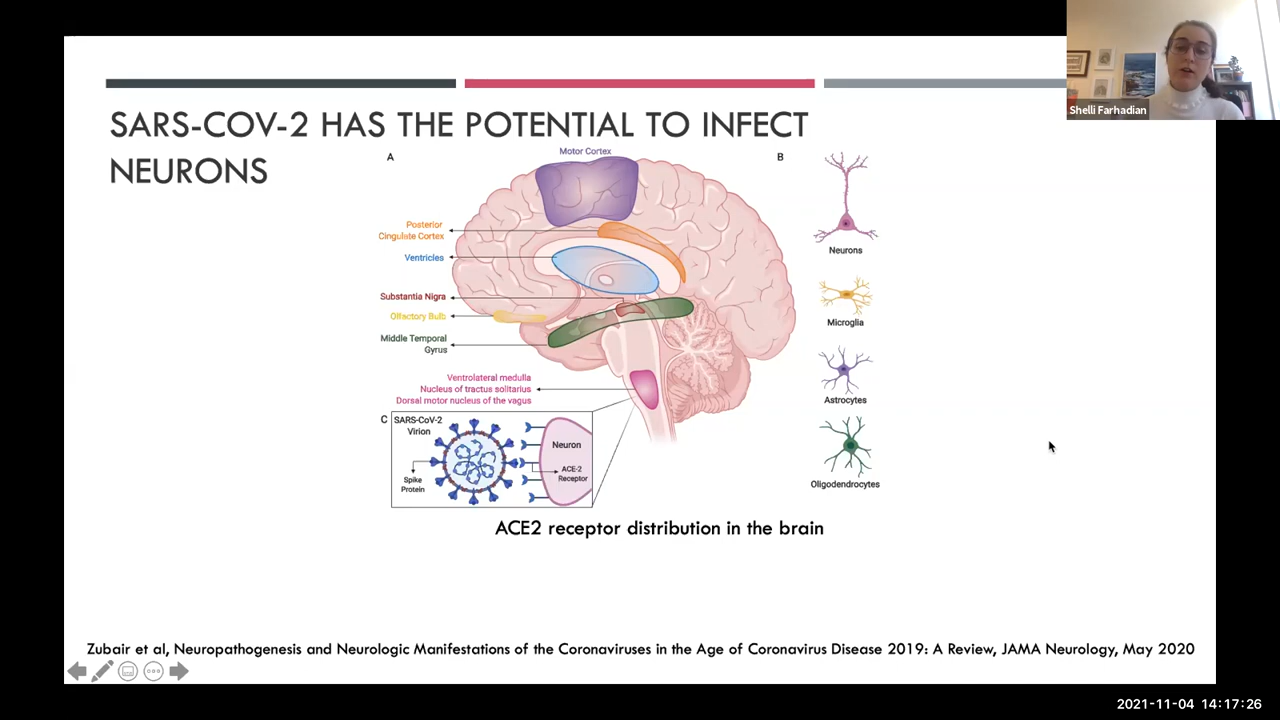 Shelli Farhadian
SARS-COV-2 HAS THE POTENTIAL TO INFECT
NEURONS
A
Motor Cortex
Posterior
Cingulate Cortex
Ventricles
Substantia Nigra
Olfactory Bulb
Middle Temporal
Gyrus
Ventrolateral medulla
Nucleus of tractus solitarius
Dorsal motor nucleus of the vagus
B
Neurons
Microglia
Astrocytes
Oligodendrocytes
C
SARS-CoV-2
Virion
Spike
Protein
Neuron
ACE-2
Receptor
ACE2 receptor distribution in the brain
Zubair et al, Neuropathogenesis and Neurologic Manifestations of the Coronaviruses in the Age of Coronavirus Disease 2019: A Review, JAMA Neurology, May 2020
2021-11-04 14:17:26